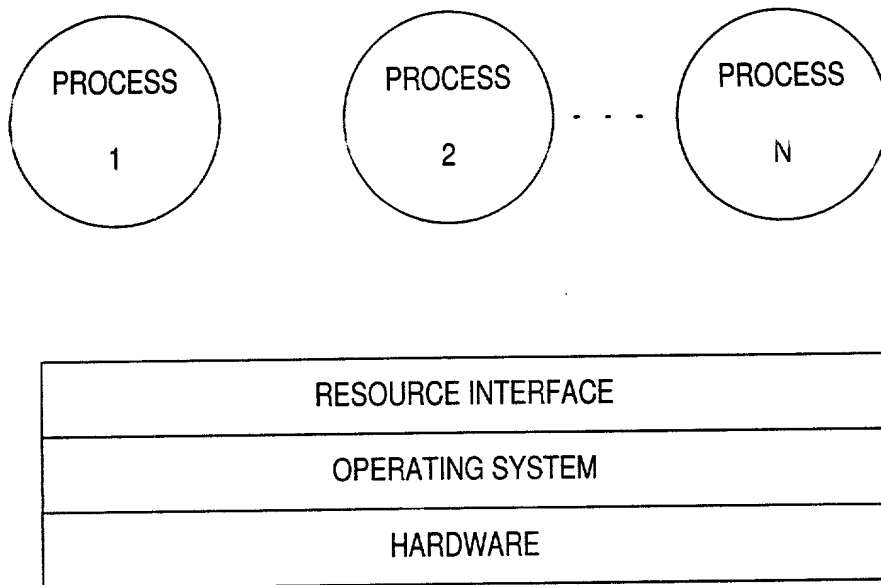 PROCESS PROCESS PROCESS
1 2 - - - N
RESOURCE INTERFACE
OPERATING SYSTEM
HARDWARE